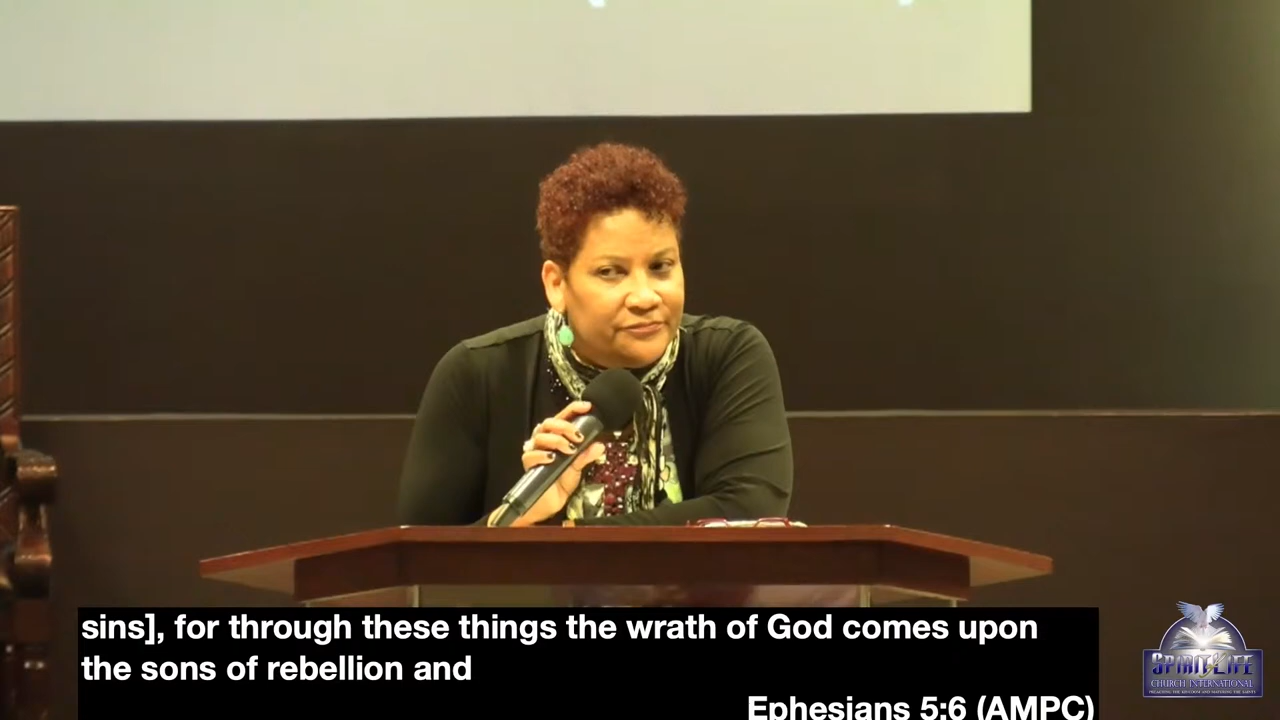 sins], for through these things the wrath of God comes upon
the sons of rebellion and
Ephesians 5:6 (AMPC)
SPIRIT LIFE
CHURCH INTERNATIONAL